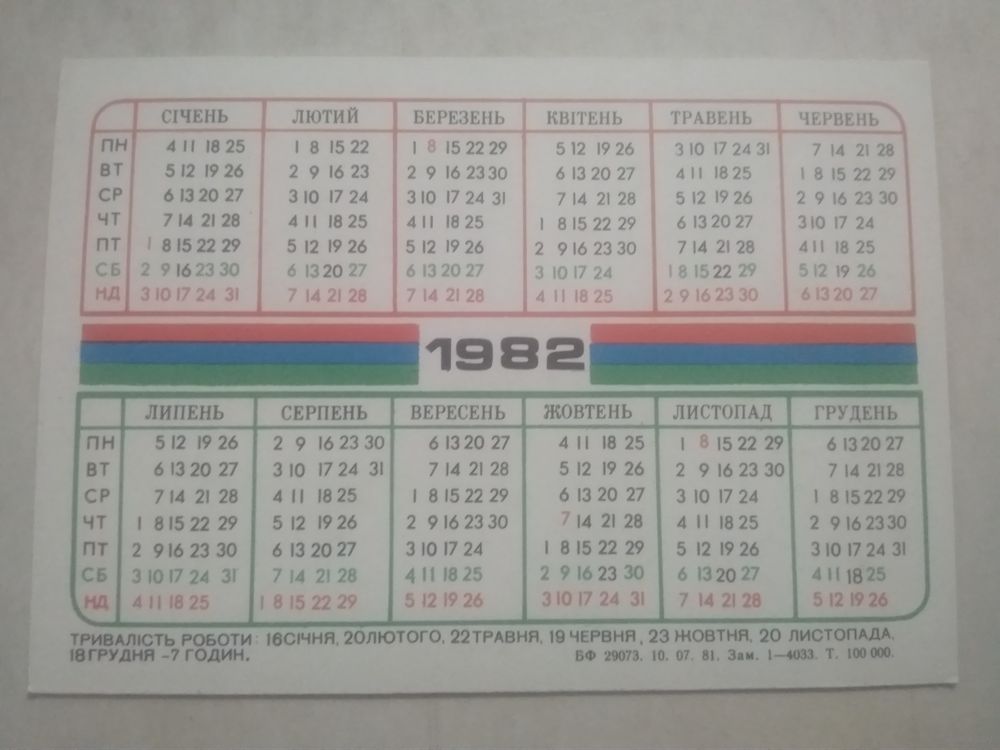 СІЧЕНЬ ЛЮТИЙ БЕРЕЗЕНЬ КВІТЕНЬ ТРАВЕНЬ ЧЕРВЕНЬ
ПН 4 11 18 25 1 8 15 22 1 8 15 22 29 5 12 19 26 3 10 17 24 31 7 14 21 28
ВТ 5 12 19 26 2 9 16 23 2 9 16 23 30 6 13 20 27 4 11 18 25 1 8 15 22 29
СР 6 13 20 27 3 10 17 24 3 10 17 24 31 7 14 21 28 5 12 19 26 2 9 16 23 30
ЧТ 7 14 21 28 4 11 18 25 4 11 18 25 1 8 15 22 29 6 13 20 27 3 10 17 24
ПТ 1 8 15 22 29 5 12 19 26 5 12 19 26 2 9 16 23 30 7 14 21 28 4 11 18 25
СБ 2 9 16 23 30 6 13 20 27 6 13 20 27 3 10 17 24 1 8 15 22 29 5 12 19 26
НД 3 10 17 24 31 7 14 21 28 7 14 21 28 4 11 18 25 2 9 16 23 30 6 13 20 27
1982
ЛИПЕНЬ СЕРПЕНЬ ВЕРЕСЕНЬ ЖОВТЕНЬ ЛИСТОПАД ГРУДЕНЬ
ПН 5 12 19 26 2 9 16 23 30 6 13 20 27 4 11 18 25 1 8 15 22 29 6 13 20 27
ВТ 6 13 20 27 3 10 17 24 31 7 14 21 28 5 12 19 26 2 9 16 23 30 7 14 21 28
СР 7 14 21 28 4 11 18 25 1 8 15 22 29 6 13 20 27 3 10 17 24 1 8 15 22 29
ЧТ 1 8 15 22 29 5 12 19 26 2 9 16 23 30 7 14 21 28 4 11 18 25 2 9 16 23 30
ПТ 2 9 16 23 30 6 13 20 27 3 10 17 24 1 8 15 22 29 5 12 19 26 3 10 17 24 31
СБ 3 10 17 24 31 7 14 21 28 4 11 18 25 2 9 16 23 30 6 13 20 27 4 11 18 25
НД 4 11 18 25 1 8 15 22 29 5 12 19 26 3 10 17 24 31 7 14 21 28 5 12 19 26
ТРИВАЛІСТЬ РОБОТИ: 16 СІЧНЯ, 20 ЛЮТОГО, 22 ТРАВНЯ, 19 ЧЕРВНЯ, 23 ЖОВТНЯ, 20 ЛИСТОПАДА,
18 ГРУДНЯ -7 ГОДИН.
БФ 29073. 10. 07. 81. Зам. 1—4033. Т. 100 000.